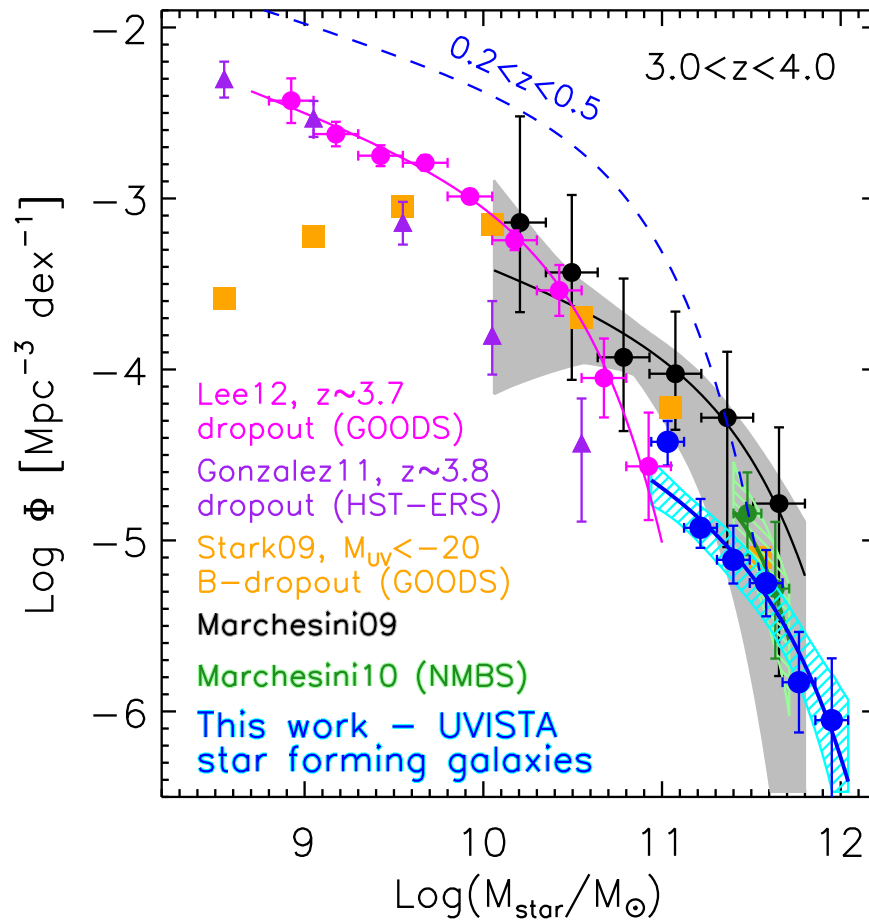 0.2<z<0.5
3.0<z<4.0
Log Φ [Mpc⁻³ dex⁻¹]
−2
−3
−4
−5
−6
Lee12, z~3.7
dropout (GOODS)
Gonzalez11, z~3.8
dropout (HST−ERS)
Stark09, M_UV<−20
B−dropout (GOODS)
Marchesini09
Marchesini10 (NMBS)
This work − UVISTA
star forming galaxies
9 10 11 12
Log(M_star/M_⊙)